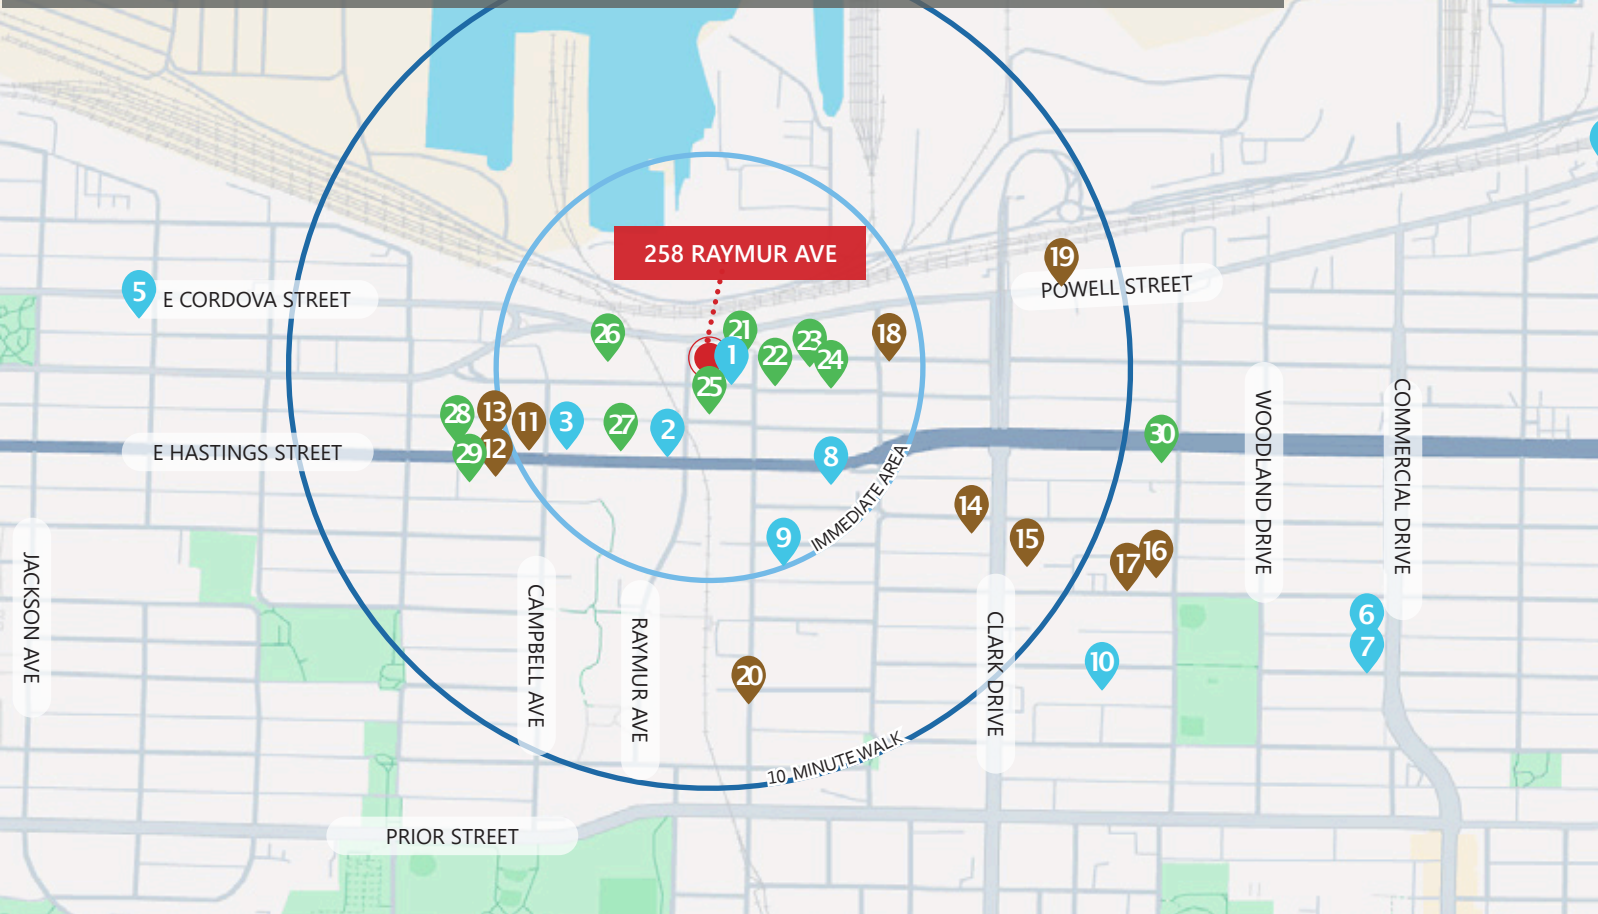 258 RAYMUR AVE
19
5
E CORDOVA STREET
POWELL STREET
26
21
23
18
1
22
24
25
28
13
11
3
27
2
30
E HASTINGS STREET
29
12
8
IMMEDIATE AREA
WOODLAND DRIVE
COMMERCIAL DRIVE
14
9
15
16
17
JACKSON AVE
CAMPBELL AVE
RAYMUR AVE
CLARK DRIVE
6
7
10
20
10 MINUTE WALK
PRIOR STREET